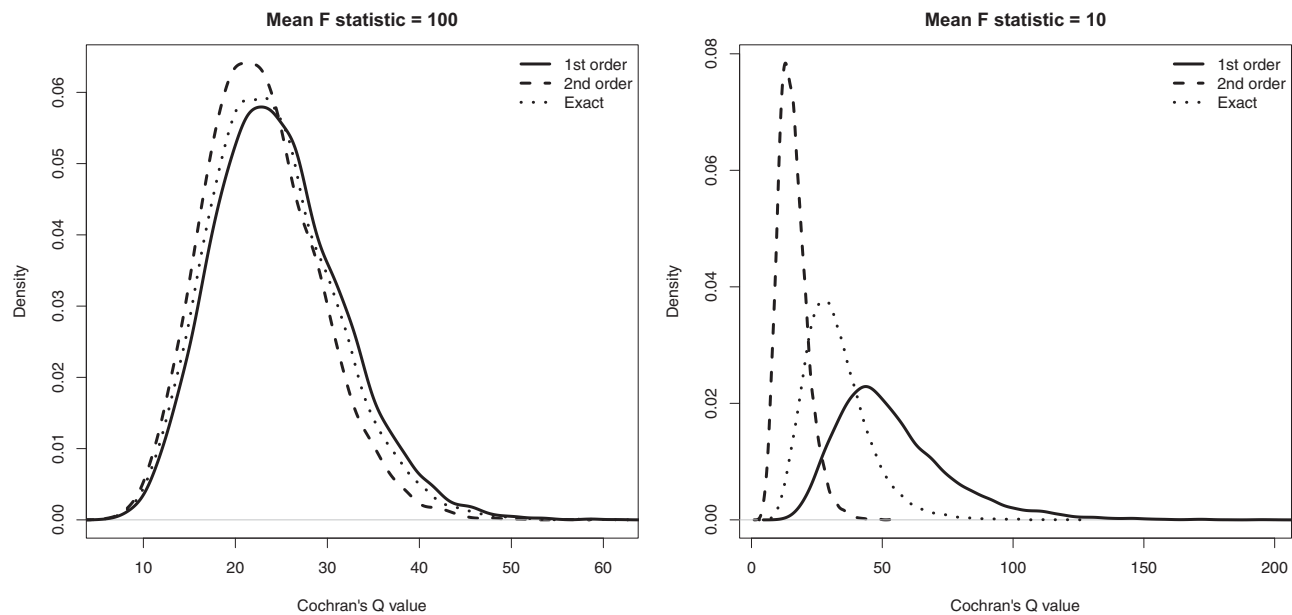 Mean F statistic = 100
1st order
2nd order
Exact
Density
0.06
0.05
0.04
0.03
0.02
0.01
0.00
10 20 30 40 50 60
Cochran's Q value
Mean F statistic = 10
1st order
2nd order
Exact
Density
0.08
0.06
0.04
0.02
0.00
0 50 100 150 200
Cochran's Q value